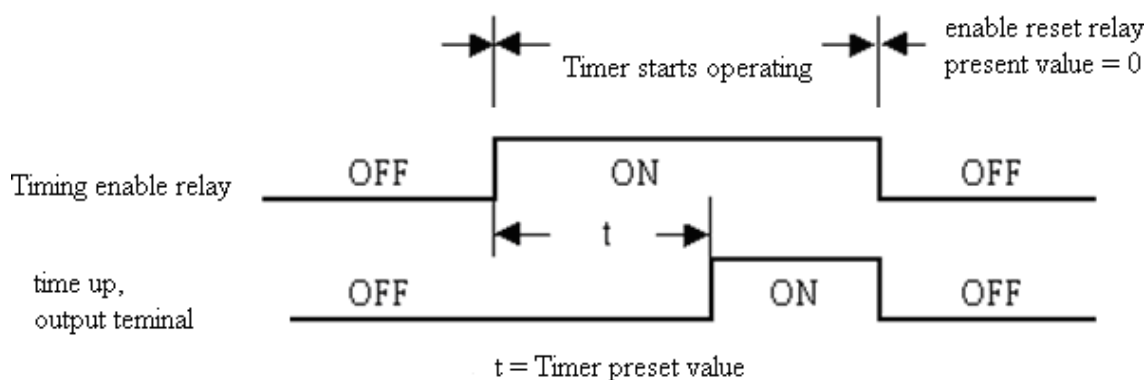 enable reset relay
Timer starts operating
present value = 0
Timing enable relay
OFF
ON
OFF
t
time up,
output teminal
OFF
ON
OFF
t = Timer preset value